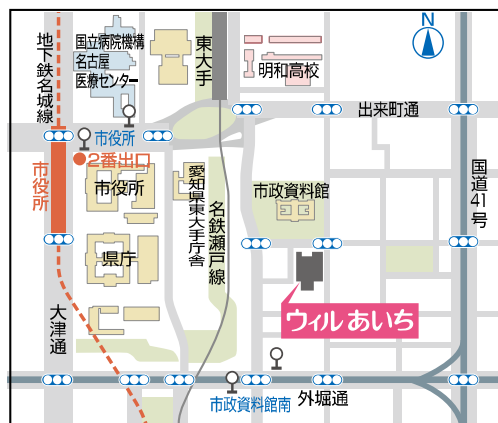 N
地下鉄名城線
国立病院機構
名古屋
医療センター
東大手
明和高校
出来町通
市役所
2番出口
市役所
市役所
愛知県東大手庁舎
名鉄瀬戸線
市政資料館
国道41号
県庁
大津通
ウィルあいち
市政資料館南
外堀通